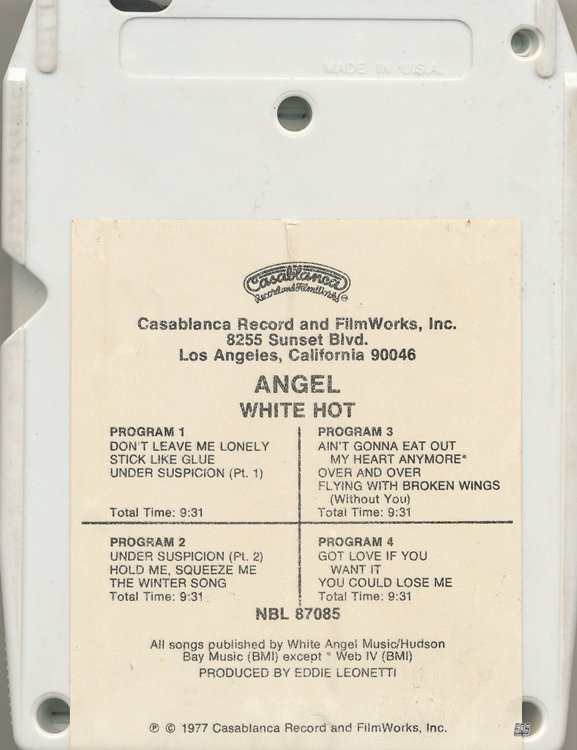 MADE IN U.S.A.
Casablanca
Record and FilmWorks
Casablanca Record and FilmWorks, Inc.
8255 Sunset Blvd.
Los Angeles, California 90046
ANGEL
WHITE HOT
PROGRAM 1
DON'T LEAVE ME LONELY
STICK LIKE GLUE
UNDER SUSPICION (Pt. 1)
Total Time: 9:31
PROGRAM 3
AIN'T GONNA EAT OUT
MY HEART ANYMORE*
OVER AND OVER
FLYING WITH BROKEN WINGS
(Without You)
Total Time: 9:31
PROGRAM 2
UNDER SUSPICION (Pt. 2)
HOLD ME, SQUEEZE ME
THE WINTER SONG
Total Time: 9:31
PROGRAM 4
GOT LOVE IF YOU
WANT IT
YOU COULD LOSE ME
Total Time: 9:31
NBL 87085
All songs published by White Angel Music/Hudson
Bay Music (BMI) except * Web IV (BMI)
PRODUCED BY EDDIE LEONETTI
℗ © 1977 Casablanca Record and FilmWorks, Inc.